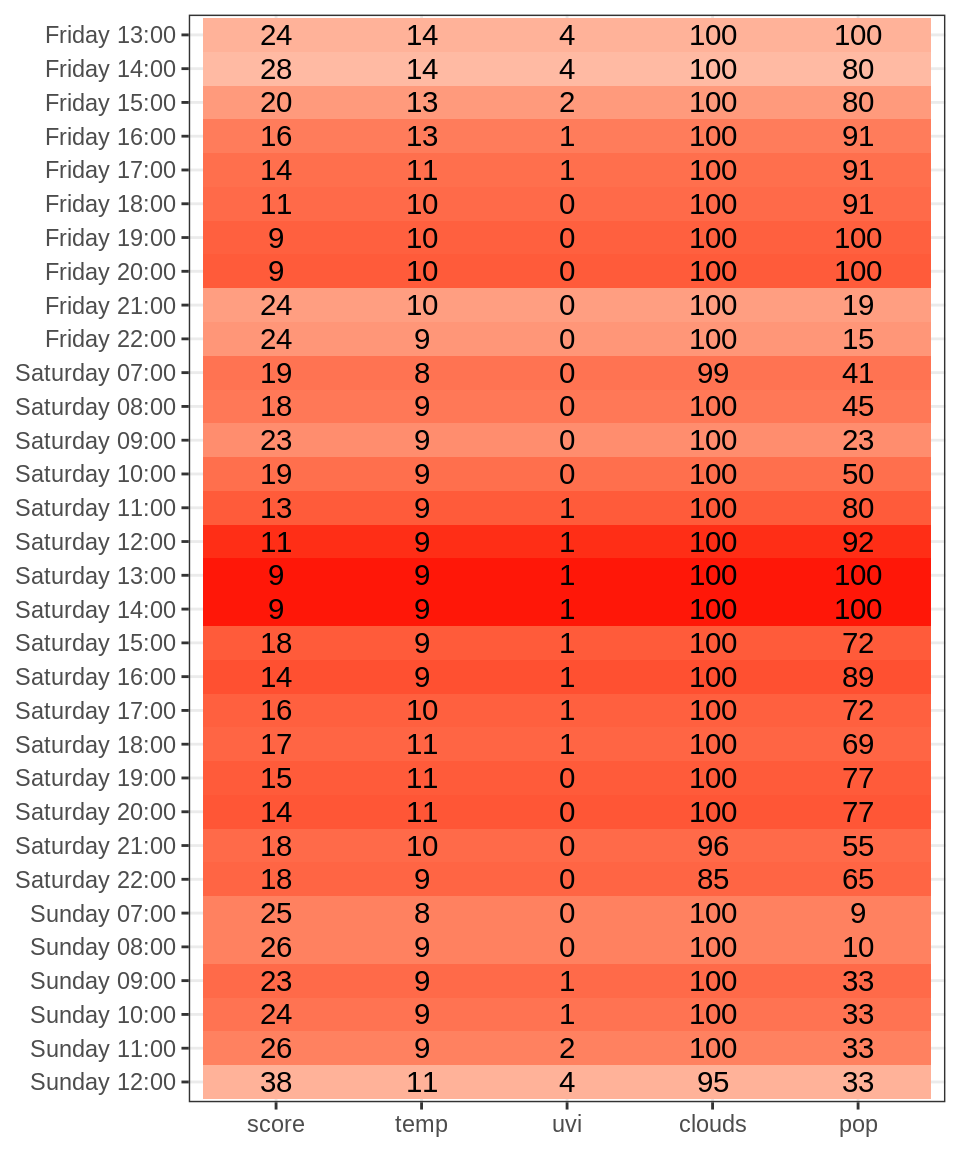 Friday 13:00 24 14 4 100 100
Friday 14:00 28 14 4 100 80
Friday 15:00 20 13 2 100 80
Friday 16:00 16 13 1 100 91
Friday 17:00 14 11 1 100 91
Friday 18:00 11 10 0 100 91
Friday 19:00 9 10 0 100 100
Friday 20:00 9 10 0 100 100
Friday 21:00 24 10 0 100 19
Friday 22:00 24 9 0 100 15
Saturday 07:00 19 8 0 99 41
Saturday 08:00 18 9 0 100 45
Saturday 09:00 23 9 0 100 23
Saturday 10:00 19 9 0 100 50
Saturday 11:00 13 9 1 100 80
Saturday 12:00 11 9 1 100 92
Saturday 13:00 9 9 1 100 100
Saturday 14:00 9 9 1 100 100
Saturday 15:00 18 9 1 100 72
Saturday 16:00 14 9 1 100 89
Saturday 17:00 16 10 1 100 72
Saturday 18:00 17 11 1 100 69
Saturday 19:00 15 11 0 100 77
Saturday 20:00 14 11 0 100 77
Saturday 21:00 18 10 0 96 55
Saturday 22:00 18 9 0 85 65
Sunday 07:00 25 8 0 100 9
Sunday 08:00 26 9 0 100 10
Sunday 09:00 23 9 1 100 33
Sunday 10:00 24 9 1 100 33
Sunday 11:00 26 9 2 100 33
Sunday 12:00 38 11 4 95 33
score temp uvi clouds pop